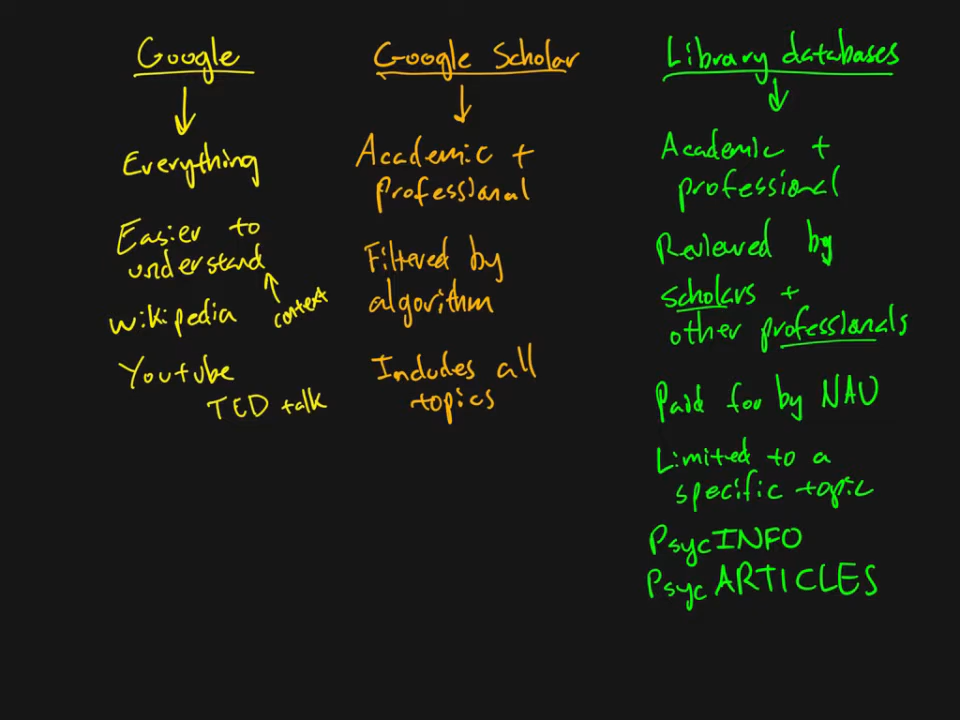 Google
Everything
Easier to
understand
context
Wikipedia
Youtube
TED talk
Google Scholar
Academic +
professional
Filtered by
algorithm
Includes all
topics
Library databases
Academic +
professional
Reviewed by
scholars +
other professionals
Paid for by NAU
Limited to a
specific topic
PsycINFO
PsycARTICLES